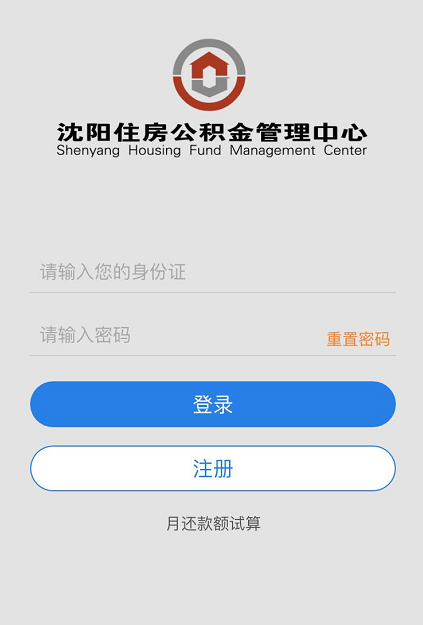 沈阳住房公积金管理中心
Shenyang Housing Fund Management Center
请输入您的身份证
请输入密码
重置密码
登录
注册
月还款额试算